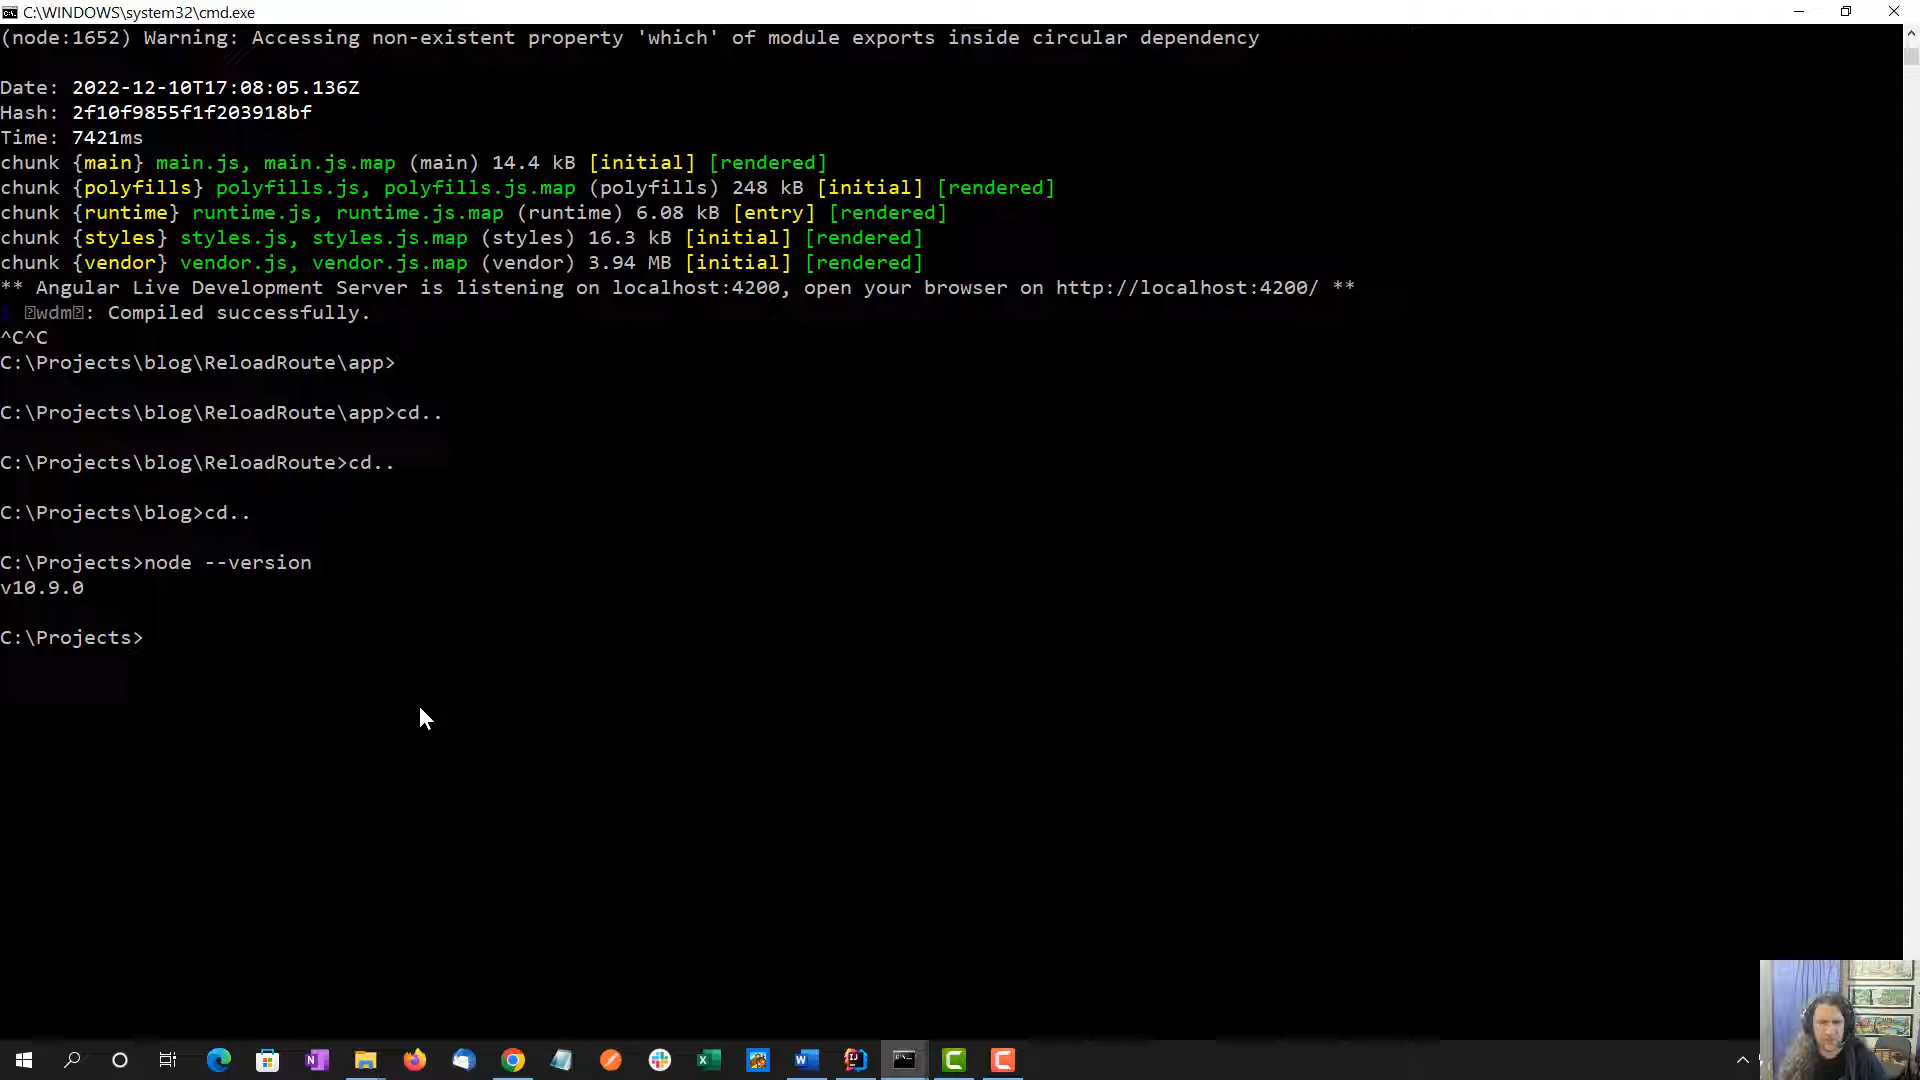 C:\WINDOWS\system32\cmd.exe
(node:1652) Warning: Accessing non-existent property 'which' of module exports inside circular dependency
Date: 2022-12-10T17:08:05.136Z
Hash: 2f10f9855f1f203918bf
Time: 7421ms
chunk {main} main.js, main.js.map (main) 14.4 kB [initial] [rendered]
chunk {polyfills} polyfills.js, polyfills.js.map (polyfills) 248 kB [initial] [rendered]
chunk {runtime} runtime.js, runtime.js.map (runtime) 6.08 kB [entry] [rendered]
chunk {styles} styles.js, styles.js.map (styles) 16.3 kB [initial] [rendered]
chunk {vendor} vendor.js, vendor.js.map (vendor) 3.94 MB [initial] [rendered]
** Angular Live Development Server is listening on localhost:4200, open your browser on http://localhost:4200/ **
i wdm: Compiled successfully.
^C^C
C:\Projects\blog\ReloadRoute\app>
C:\Projects\blog\ReloadRoute\app>cd..
C:\Projects\blog\ReloadRoute>cd..
C:\Projects\blog>cd..
C:\Projects>node --version
v10.9.0
C:\Projects>